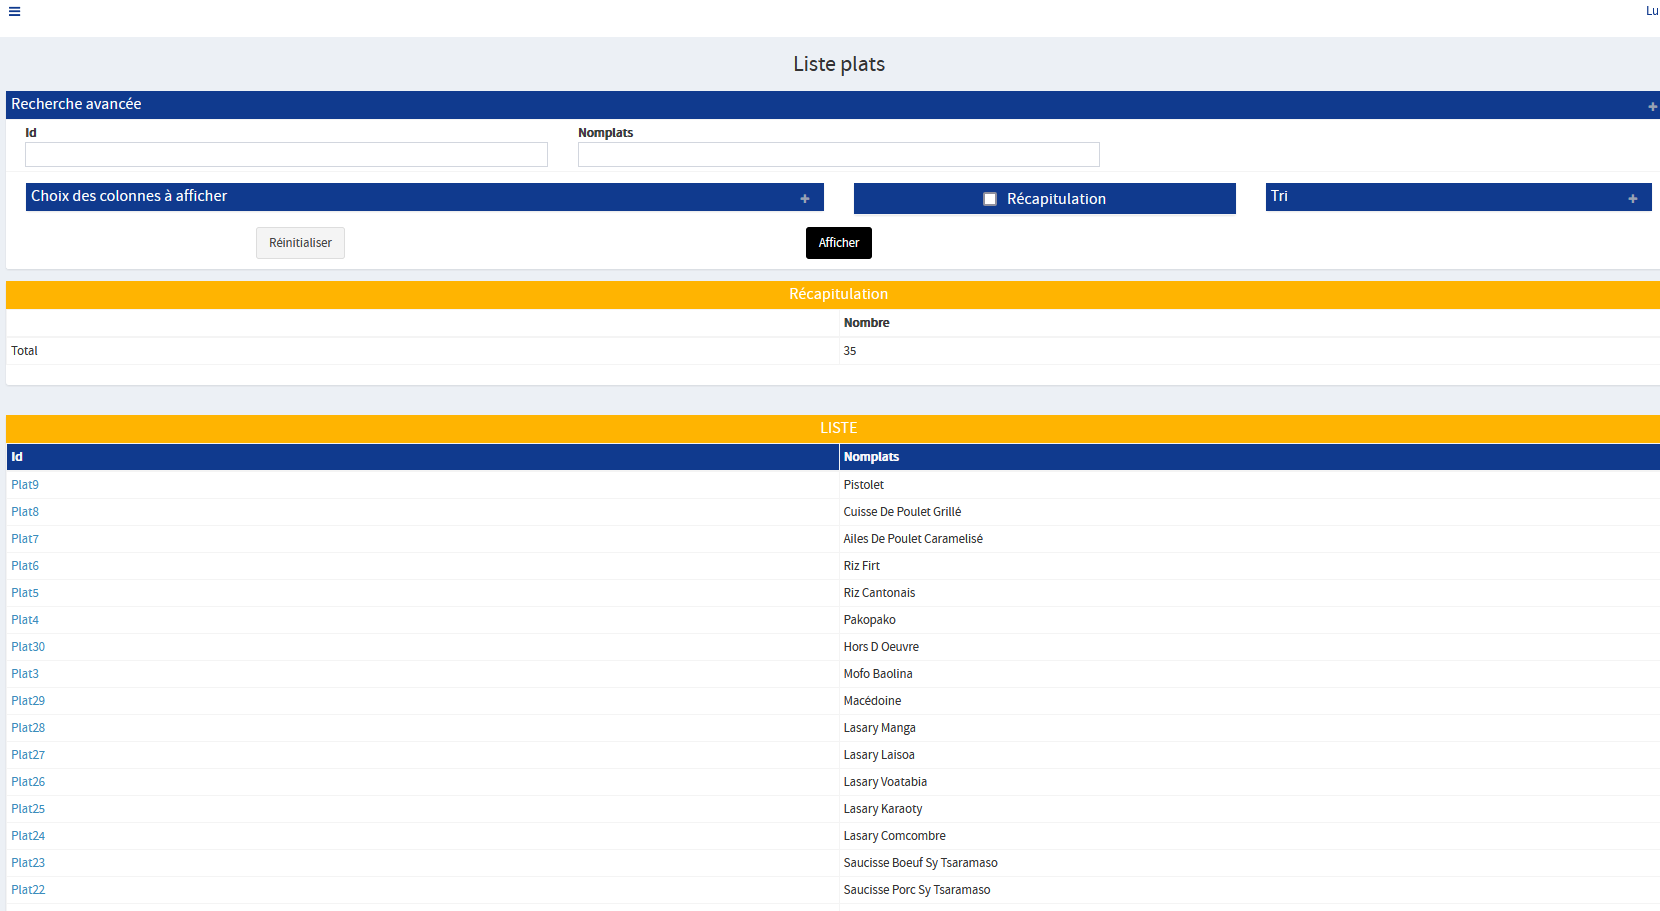 Lu
Liste plats
Recherche avancée
Id Nomplats
Choix des colonnes à afficher Récapitulation Tri
Réinitialiser Afficher
Récapitulation
Nombre
Total 35
LISTE
Id Nomplats
Plat9 Pistolet
Plat8 Cuisse De Poulet Grillé
Plat7 Ailes De Poulet Caramelisé
Plat6 Riz Firt
Plat5 Riz Cantonais
Plat4 Pakopako
Plat30 Hors D Oeuvre
Plat3 Mofo Baolina
Plat29 Macédoine
Plat28 Lasary Manga
Plat27 Lasary Laisoa
Plat26 Lasary Voatabia
Plat25 Lasary Karaoty
Plat24 Lasary Comcombre
Plat23 Saucisse Boeuf Sy Tsaramaso
Plat22 Saucisse Porc Sy Tsaramaso